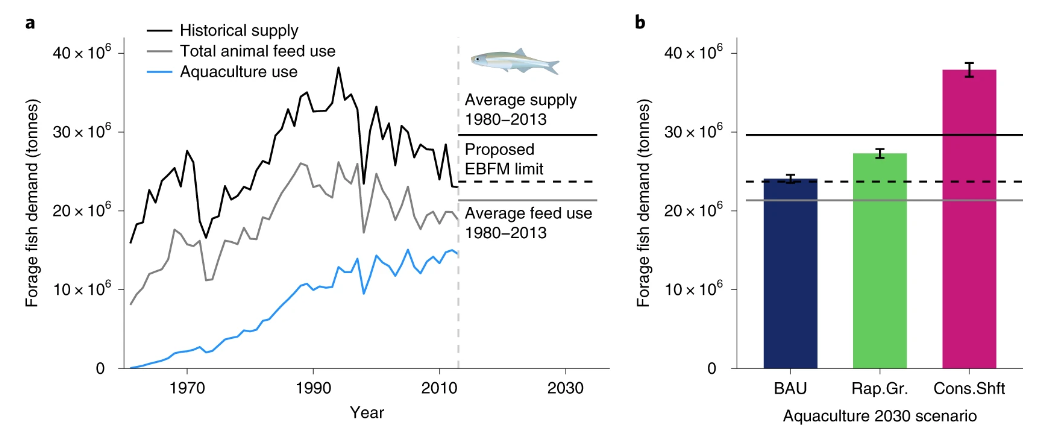 a
Historical supply
Total animal feed use
Aquaculture use
Forage fish demand (tonnes)
40 × 10⁶
30 × 10⁶
20 × 10⁶
10 × 10⁶
0
1970
1990
2010
2030
Year
Average supply
1980–2013
Proposed
EBFM limit
Average feed use
1980–2013
b
Forage fish demand (tonnes)
40 × 10⁶
30 × 10⁶
20 × 10⁶
10 × 10⁶
0
BAU
Rap.Gr.
Cons.Shft
Aquaculture 2030 scenario